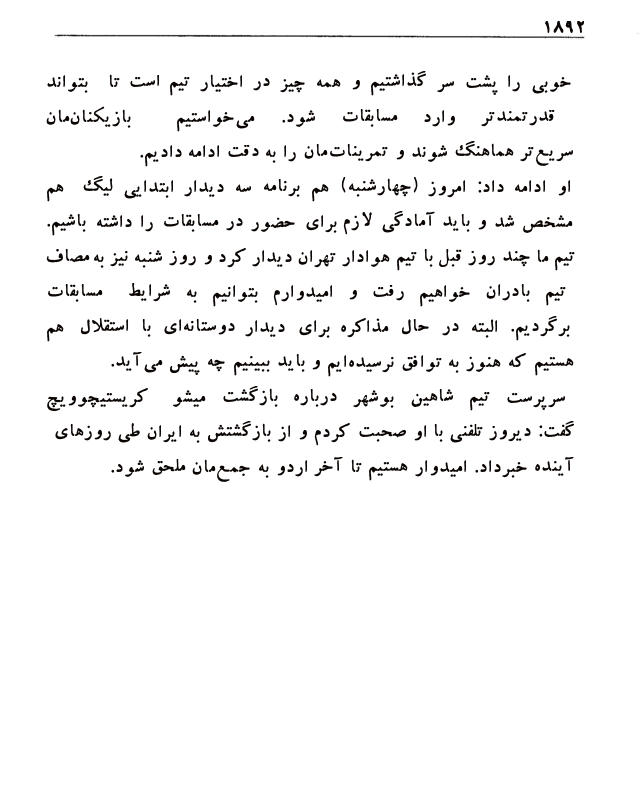 ۱۸۹۲
خوبی را پشت سر گذاشتیم و همه چیز در اختیار تیم است تا بتواند
قدرتمندتر وارد مسابقات شود. می‌خواستیم بازیکنان‌مان
سریع‌تر هماهنگ شوند و تمرینات‌مان را به دقت ادامه دادیم.
او ادامه داد: امروز (چهارشنبه) هم برنامه سه دیدار ابتدایی لیگ هم
مشخص شد و باید آمادگی لازم برای حضور در مسابقات را داشته باشیم.
تیم ما چند روز قبل با تیم هوادار تهران دیدار کرد و روز شنبه نیز به مصاف
تیم بادران خواهیم رفت و امیدوارم بتوانیم به شرایط مسابقات
برگردیم. البته در حال مذاکره برای دیدار دوستانه‌ای با استقلال هم
هستیم که هنوز به توافق نرسیده‌ایم و باید ببینیم چه پیش می‌آید.
سرپرست تیم شاهین بوشهر درباره بازگشت میشو کریستیچوویچ
گفت: دیروز تلفنی با او صحبت کردم و از بازگشتش به ایران طی روزهای
آینده خبرداد. امیدوار هستیم تا آخر اردو به جمع‌مان ملحق شود.